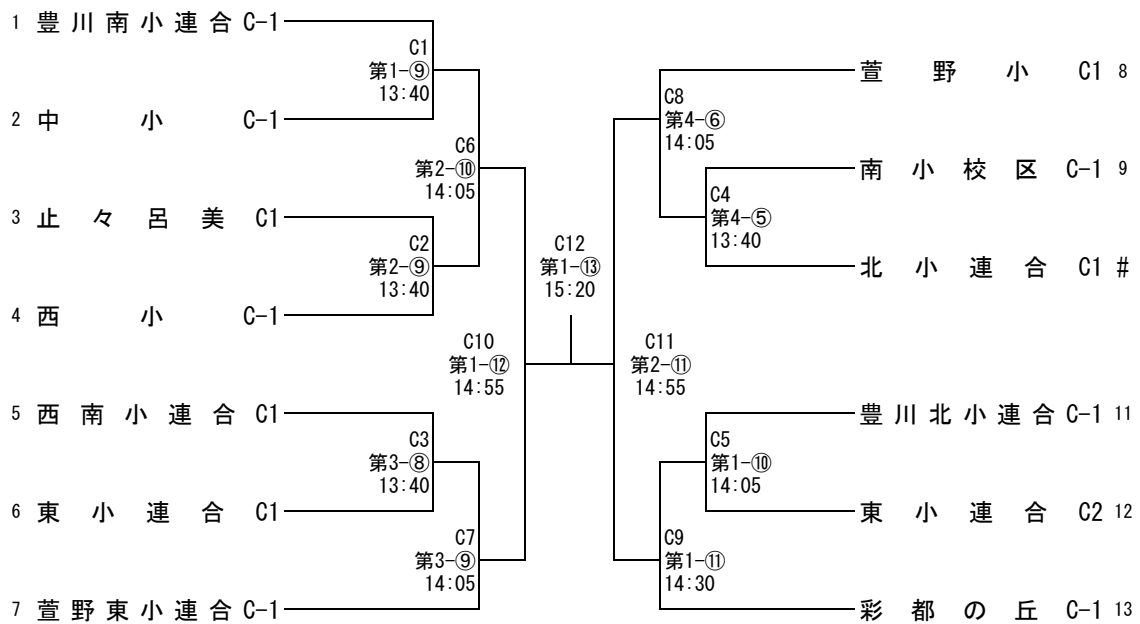 1 豊川南小連合 C-1
C1
第1-⑨
13:40
2 中小 C-1
C6
第2-⑩
14:05
3 止々呂美 C1
C2
第2-⑨
13:40
4 西小 C-1
C10
第1-⑫
14:55
5 西南小連合 C1
C3
第3-⑧
13:40
6 東小連合 C1
C7
第3-⑨
14:05
7 萱野東小連合 C-1
C12
第1-⑬
15:20
萱野小 C1 8
C8
第4-⑥
14:05
南小校区 C-1 9
C4
第4-⑤
13:40
北小連合 C1 #
C11
第2-⑪
14:55
豊川北小連合 C-1 11
C5
第1-⑩
14:05
東小連合 C2 12
C9
第1-⑪
14:30
彩都の丘 C-1 13